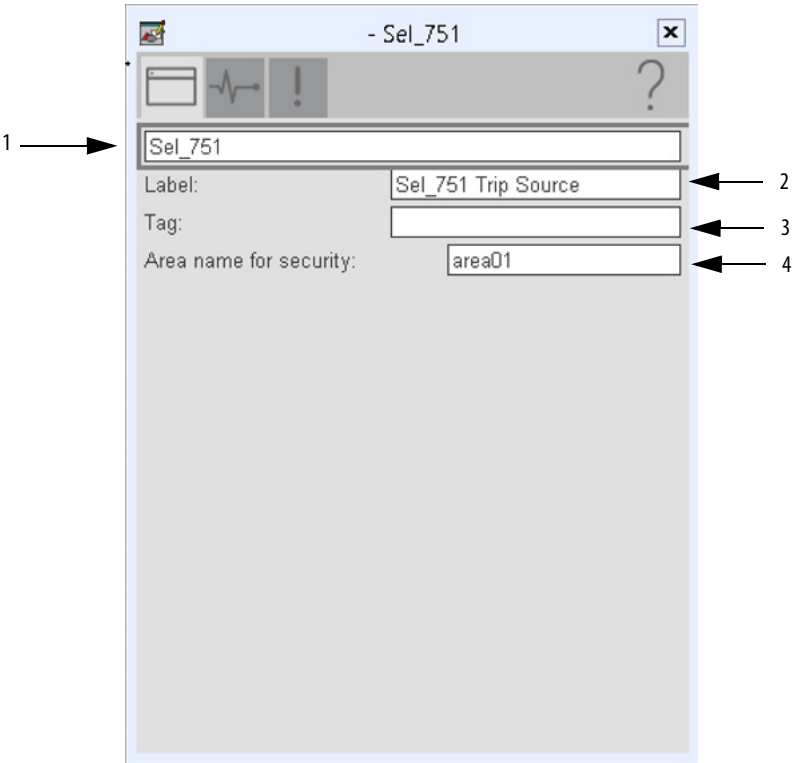 - Sel_751
1
Sel_751
Label: Sel_751 Trip Source 2
Tag: 3
Area name for security: area01 4